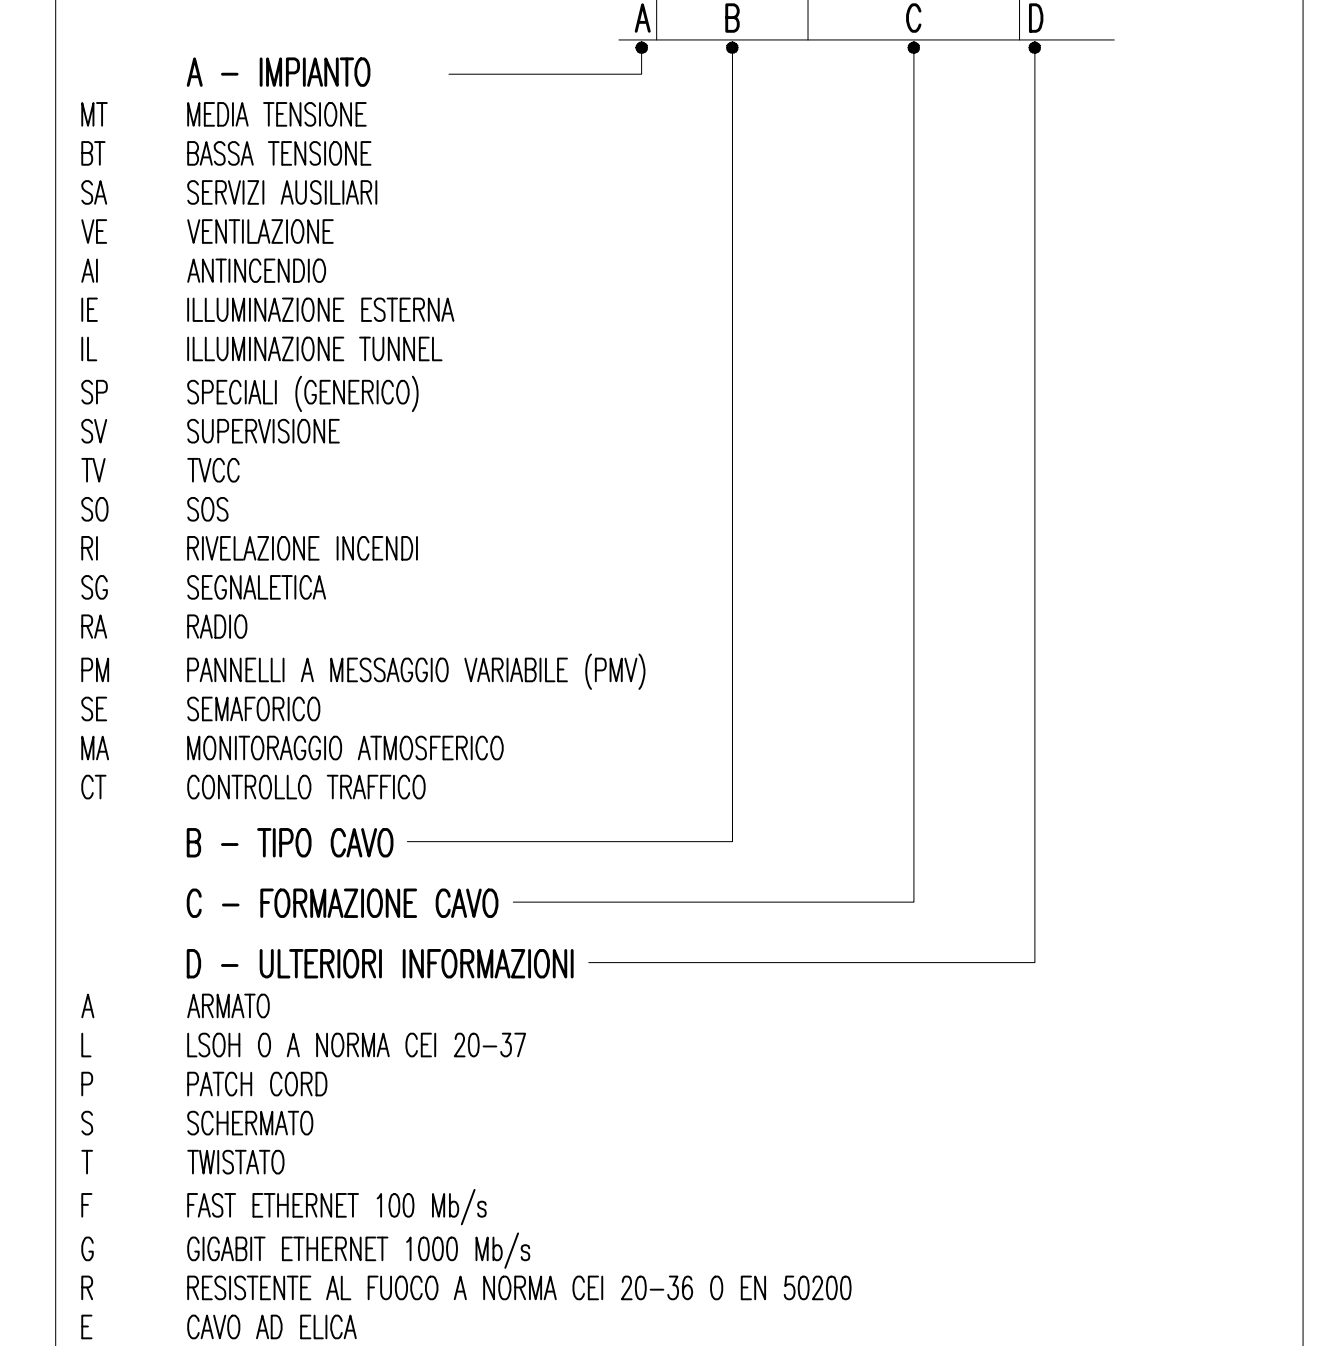 A B C D
A – IMPIANTO
MT MEDIA TENSIONE
BT BASSA TENSIONE
SA SERVIZI AUSILIARI
VE VENTILAZIONE
AI ANTINCENDIO
IE ILLUMINAZIONE ESTERNA
IL ILLUMINAZIONE TUNNEL
SP SPECIALI (GENERICO)
SV SUPERVISIONE
TV TVCC
SO SOS
RI RIVELAZIONE INCENDI
SG SEGNALETICA
RA RADIO
PM PANNELLI A MESSAGGIO VARIABILE (PMV)
SE SEMAFORICO
MA MONITORAGGIO ATMOSFERICO
CT CONTROLLO TRAFFICO
B – TIPO CAVO
C – FORMAZIONE CAVO
D – ULTERIORI INFORMAZIONI
A ARMATO
L LSOH O A NORMA CEI 20–37
P PATCH CORD
S SCHERMATO
T TWISTATO
F FAST ETHERNET 100 Mb/s
G GIGABIT ETHERNET 1000 Mb/s
R RESISTENTE AL FUOCO A NORMA CEI 20–36 O EN 50200
E CAVO AD ELICA